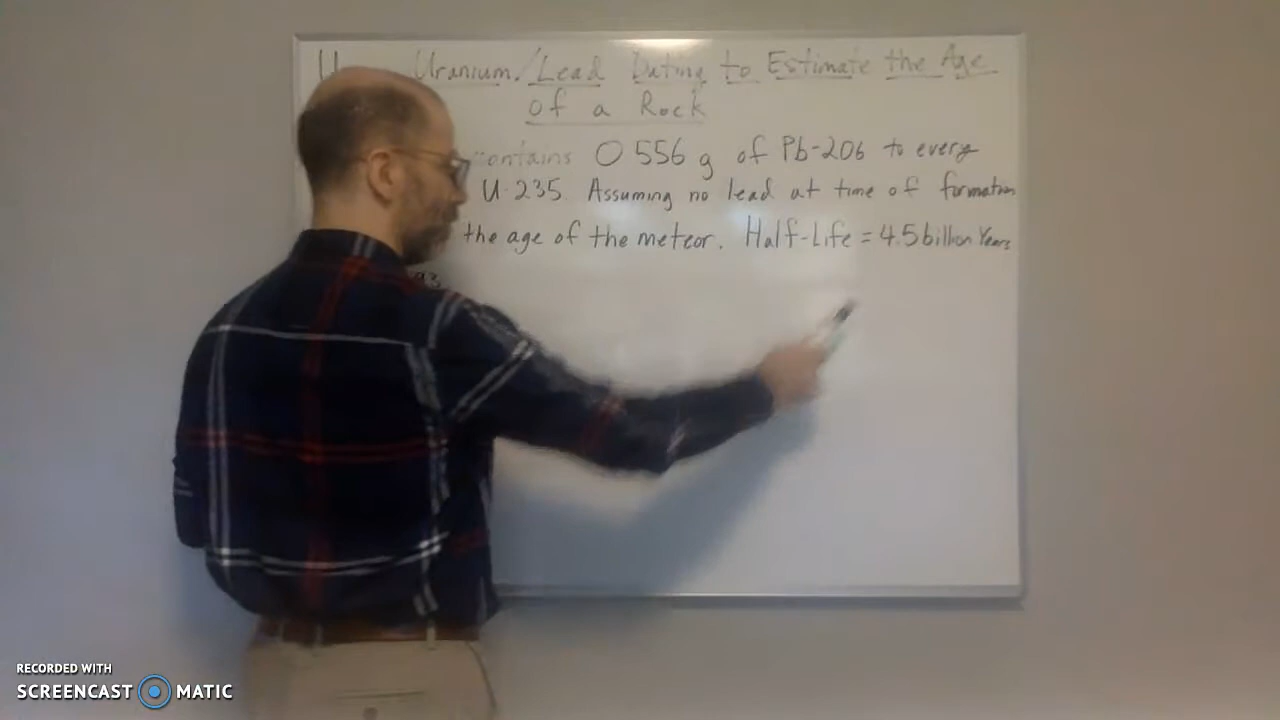 Uranium/Lead Dating to Estimate the Age
of a Rock
contains 0.556 g of Pb-206 to every
U-235. Assuming no lead at time of formation
the age of the meteor. Half-Life = 4.5 billion Years
RECORDED WITH
SCREENCAST MATIC